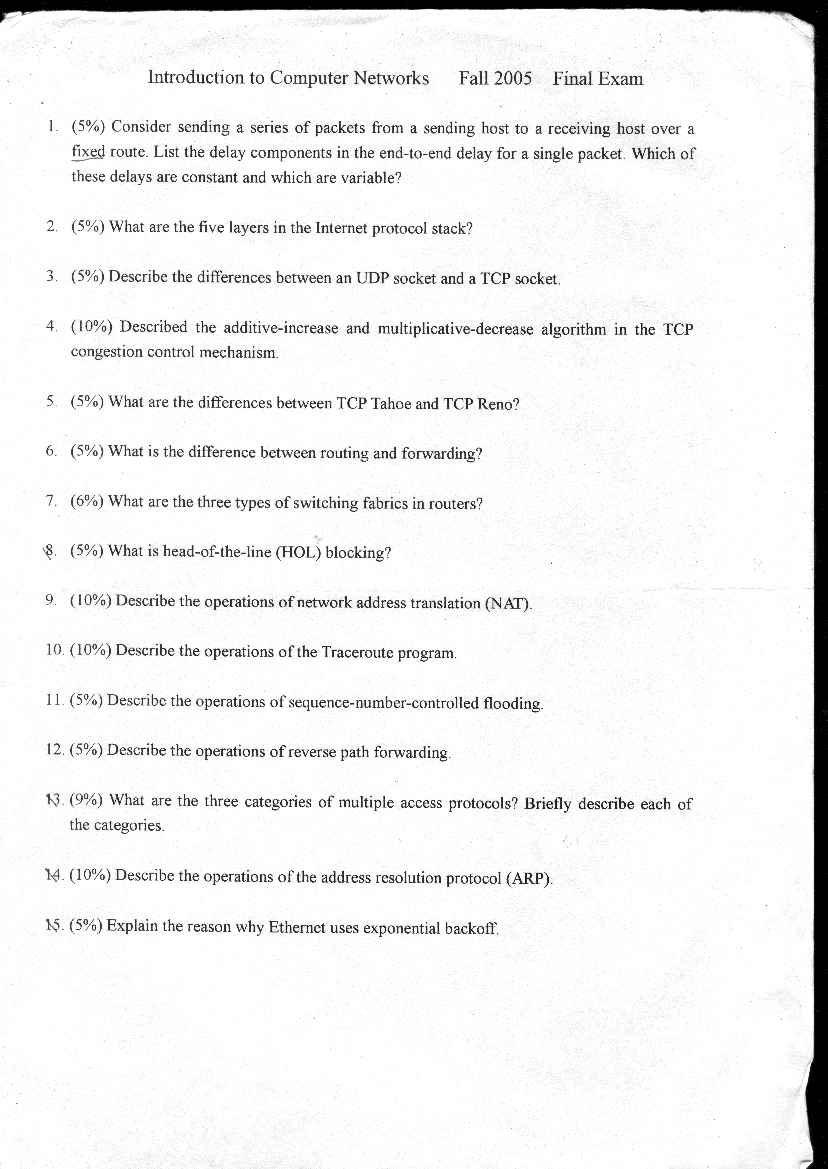 Introduction to Computer Networks Fall 2005 Final Exam
1. (5%) Consider sending a series of packets from a sending host to a receiving host over a
fixed route. List the delay components in the end-to-end delay for a single packet. Which of
these delays are constant and which are variable?
2. (5%) What are the five layers in the Internet protocol stack?
3. (5%) Describe the differences between an UDP socket and a TCP socket.
4. (10%) Described the additive-increase and multiplicative-decrease algorithm in the TCP
congestion control mechanism.
5. (5%) What are the differences between TCP Tahoe and TCP Reno?
6. (5%) What is the difference between routing and forwarding?
7. (6%) What are the three types of switching fabrics in routers?
8. (5%) What is head-of-the-line (HOL) blocking?
9. (10%) Describe the operations of network address translation (NAT).
10. (10%) Describe the operations of the Traceroute program.
11. (5%) Describe the operations of sequence-number-controlled flooding.
12. (5%) Describe the operations of reverse path forwarding.
13. (9%) What are the three categories of multiple access protocols? Briefly describe each of
the categories.
14. (10%) Describe the operations of the address resolution protocol (ARP).
15. (5%) Explain the reason why Ethernet uses exponential backoff.